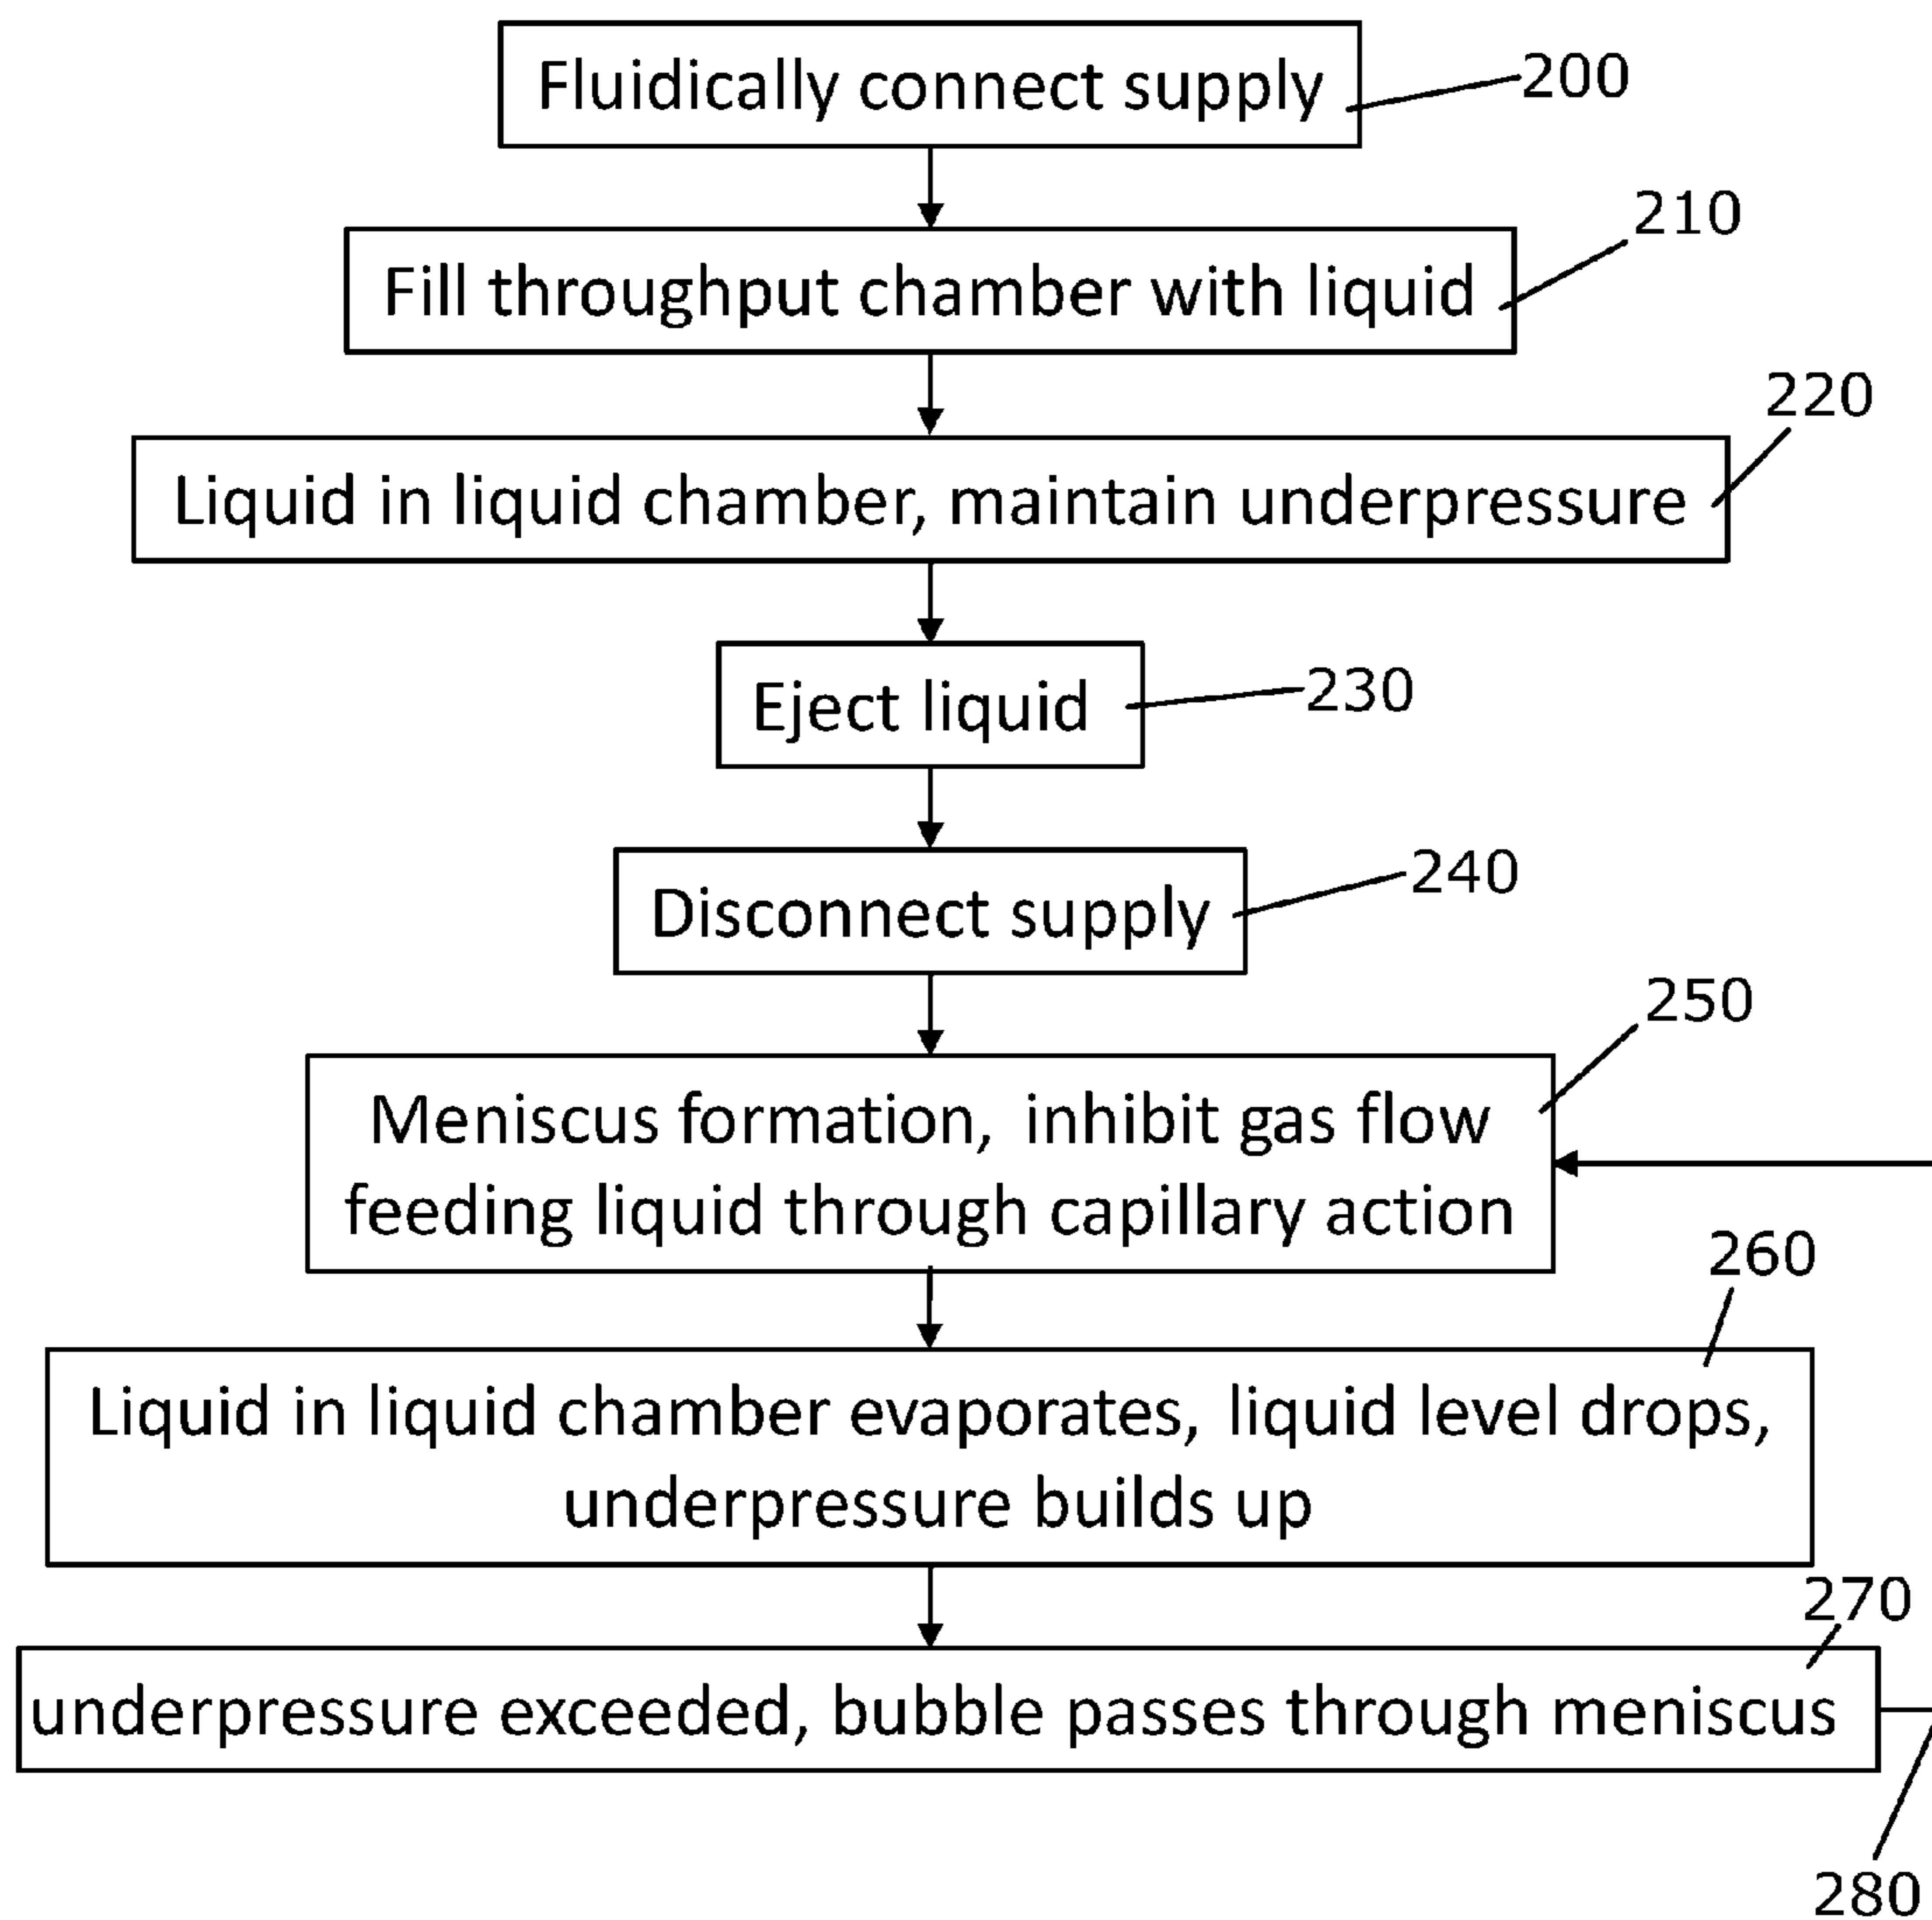 Fluidically connect supply
200
210
Fill throughput chamber with liquid
220
Liquid in liquid chamber, maintain underpressure
Eject liquid
230
Disconnect supply
240
250
Meniscus formation, inhibit gas flow
feeding liquid through capillary action
260
Liquid in liquid chamber evaporates, liquid level drops,
underpressure builds up
270
underpressure exceeded, bubble passes through meniscus
280